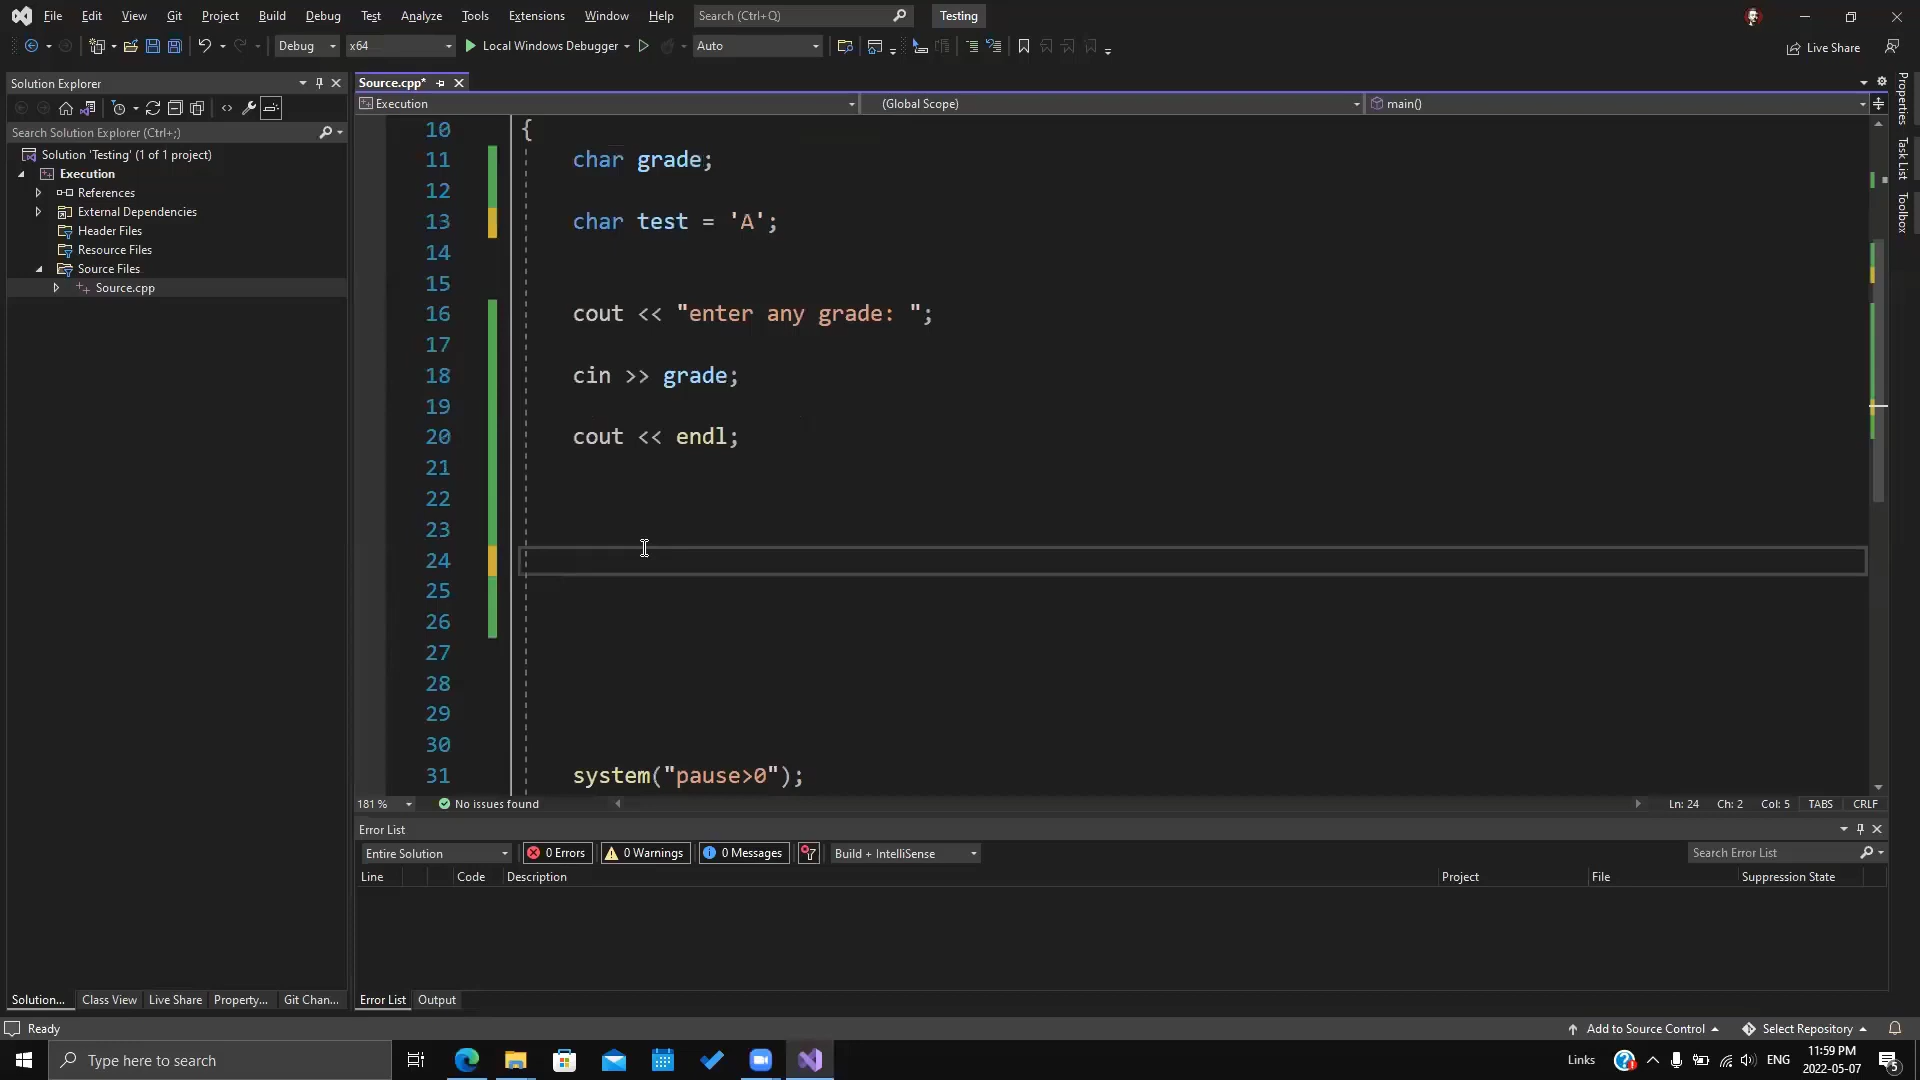 File Edit View Git Project Build Debug Test Analyze Tools Extensions Window Help Search (Ctrl+Q) Testing
Debug x64 Local Windows Debugger Auto Live Share
Solution Explorer
Search Solution Explorer (Ctrl+;)
Solution 'Testing' (1 of 1 project)
Execution
References
External Dependencies
Header Files
Resource Files
Source Files
Source.cpp
Source.cpp*
Execution (Global Scope) main()
10 {
11 char grade;
12
13 char test = 'A';
14
15
16 cout << "enter any grade: ";
17
18 cin >> grade;
19
20 cout << endl;
21
22
23
24
25
26
27
28
29
30
31 system("pause>0");
181 % No issues found Ln: 24 Ch: 2 Col: 5 TABS CRLF
Error List
Entire Solution 0 Errors 0 Warnings 0 Messages Build + IntelliSense Search Error List
Line Code Description Project File Suppression State
Solution... Class View Live Share Property... Git Chan... Error List Output
Properties
Task List
Toolbox
Ready Add to Source Control Select Repository
Type here to search Links ENG 11:59 PM
2022-05-07
5